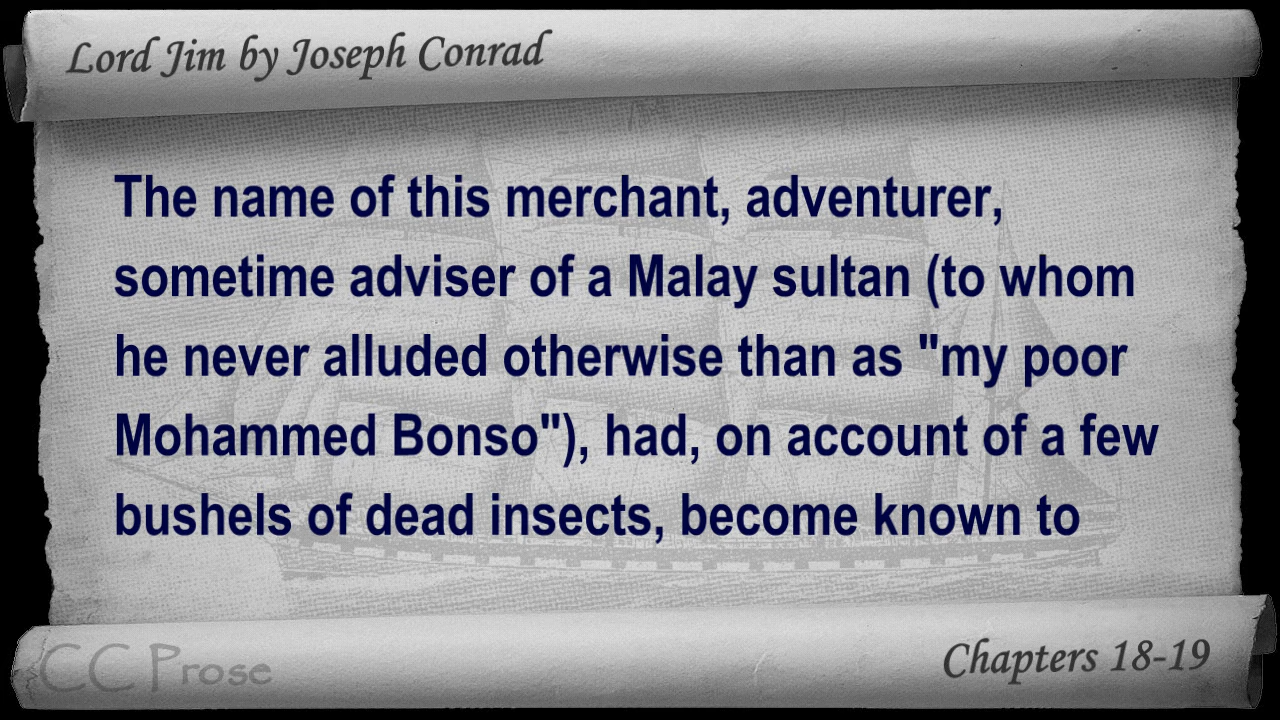 Lord Jim by Joseph Conrad
The name of this merchant, adventurer,
sometime adviser of a Malay sultan (to whom
he never alluded otherwise than as "my poor
Mohammed Bonso"), had, on account of a few
bushels of dead insects, become known to
CC Prose
Chapters 18-19